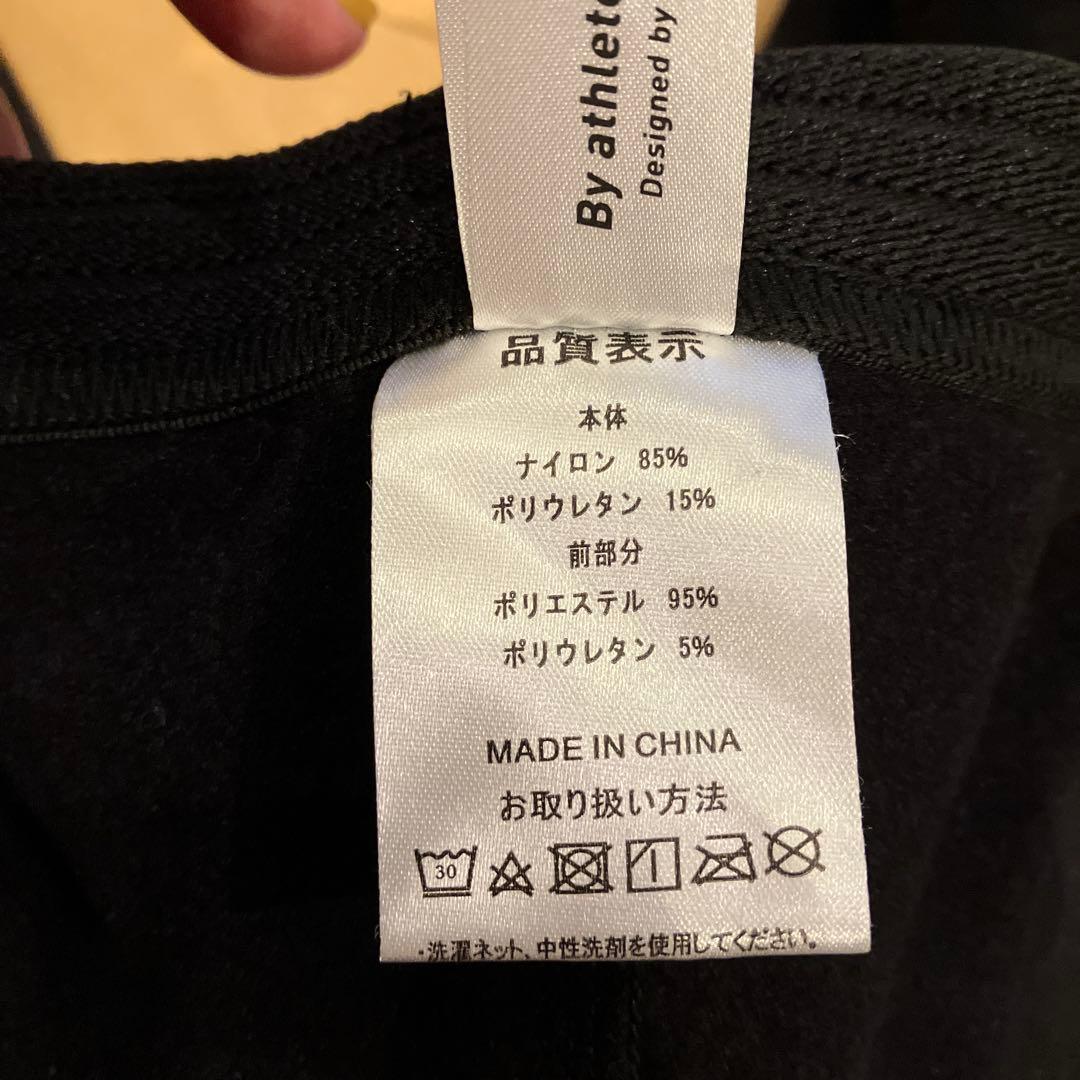 By athlete
Designed by
品質表示
本体
ナイロン 85%
ポリウレタン 15%
前部分
ポリエステル 95%
ポリウレタン 5%
MADE IN CHINA
お取り扱い方法
30
・洗濯ネット、中性洗剤を使用してください。